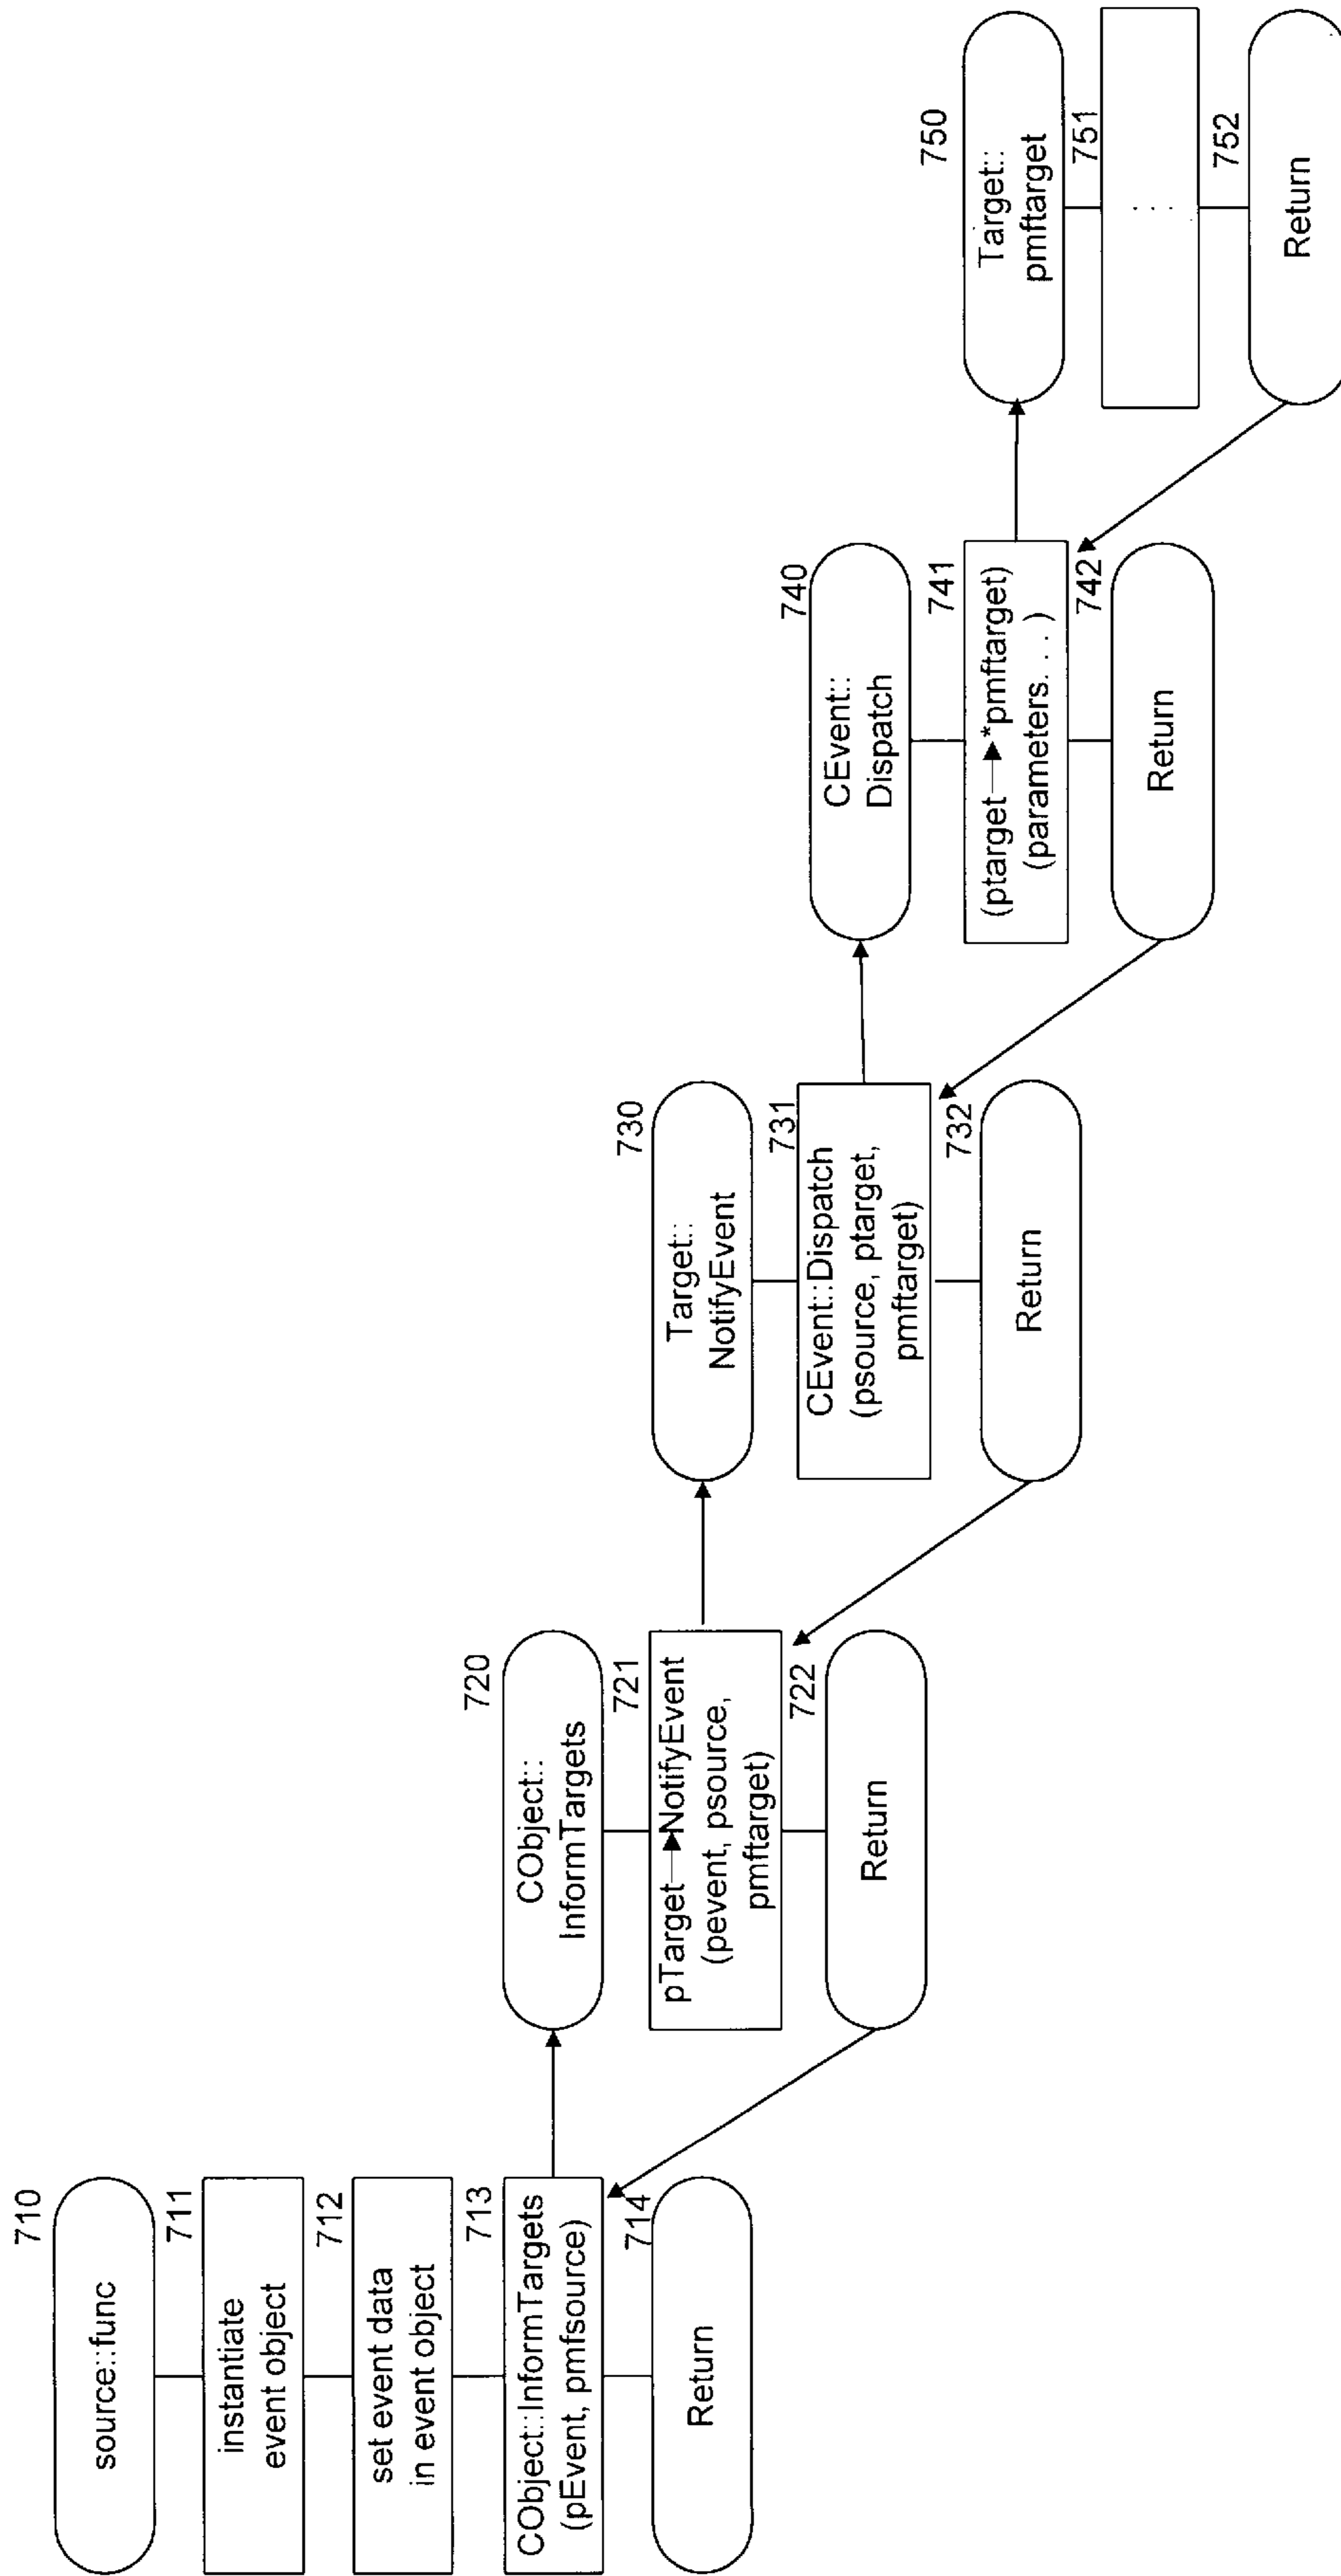 710
source::func
711
instantiate
event object
712
set event data
in event object
713
CObject::InformTargets
(pEvent, pmfsource)
714
Return
720
CObject::
InformTargets
721
pTarget→NotifyEvent
(pevent, psource,
pmftarget)
722
Return
730
Target::
NotifyEvent
731
CEvent::Dispatch
(psource, ptarget,
pmftarget)
732
Return
740
CEvent::
Dispatch
741
(ptarget→*pmftarget)
(parameters. . . )
742
Return
750
Target::
pmftarget
751
. . .
752
Return